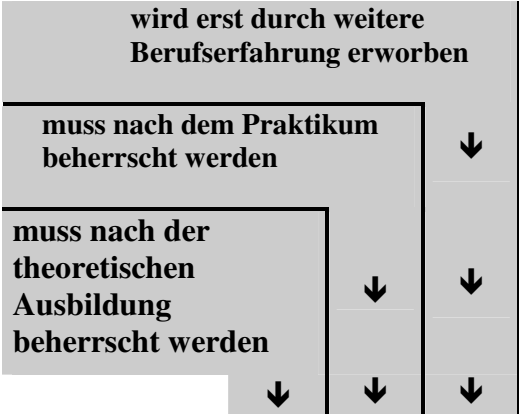 wird erst durch weitere
Berufserfahrung erworben
muss nach dem Praktikum
beherrscht werden
muss nach der
theoretischen
Ausbildung
beherrscht werden